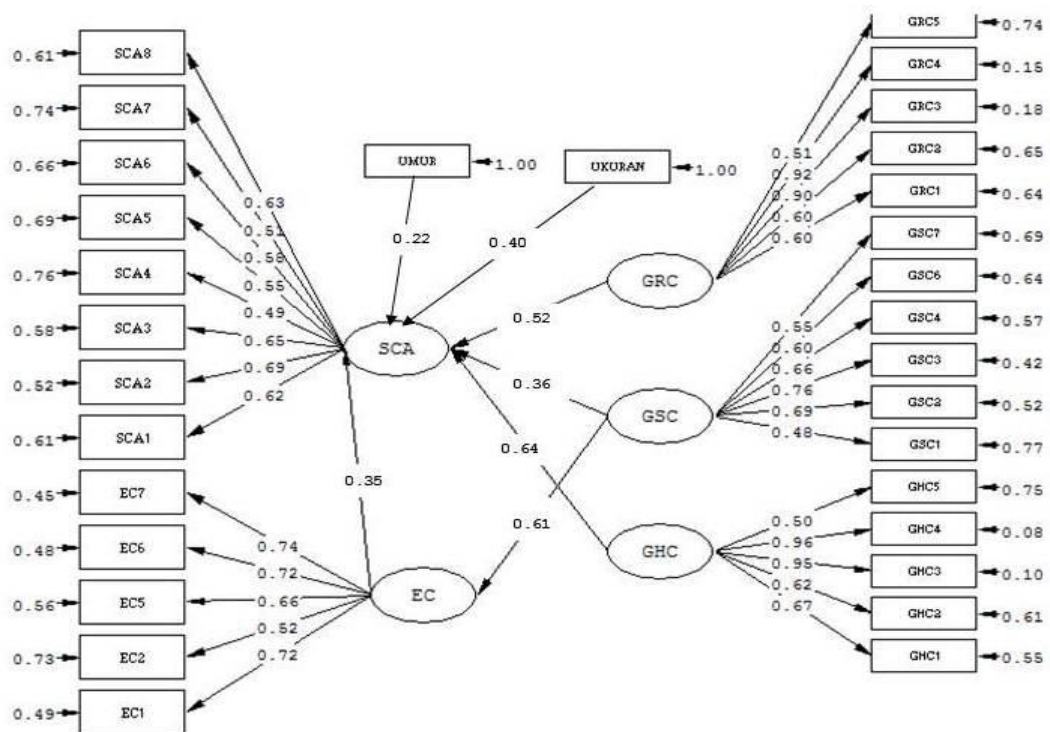 0.61 SCA8
0.74 SCA7
0.66 SCA6
0.69 SCA5
0.76 SCA4
0.58 SCA3
0.52 SCA2
0.61 SCA1
0.45 EC7
0.48 EC6
0.56 EC5
0.73 EC2
0.49 EC1
0.63
0.51
0.58
0.55
0.49
0.65
0.69
0.62
0.35
0.74
0.72
0.66
0.52
0.72
UMUR 1.00
UKURAN 1.00
0.22
0.40
SCA
EC
0.52
0.36
0.64
0.61
GRC
GSC
GHC
0.51
0.92
0.90
0.60
0.60
0.55
0.60
0.66
0.76
0.69
0.48
0.50
0.96
0.95
0.62
0.67
GRC5 0.74
GRC4 0.15
GRC3 0.18
GRC2 0.65
GRC1 0.64
GSC7 0.69
GSC6 0.64
GSC4 0.57
GSC3 0.42
GSC2 0.52
GSC1 0.77
GHC5 0.75
GHC4 0.08
GHC3 0.10
GHC2 0.61
GHC1 0.55